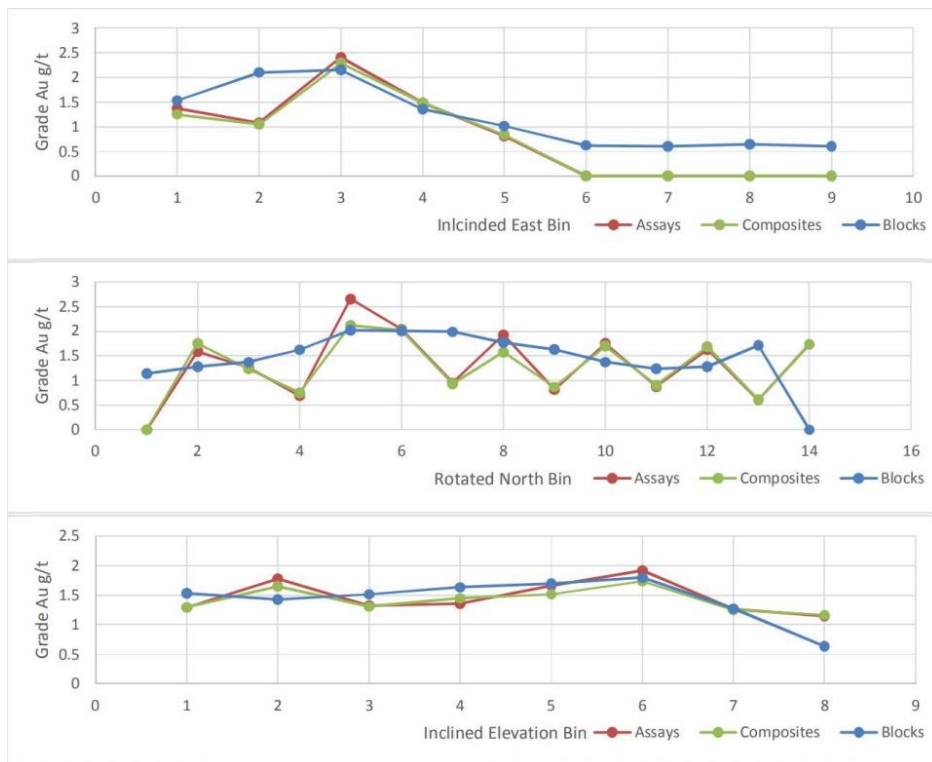 3
2.5
2
1.5
1
0.5
0
Grade Au g/t
0 1 2 3 4 5 6 7 8 9 10
Inlcinded East Bin Assays Composites Blocks
3
2.5
2
1.5
1
0.5
0
Grade Au g/t
0 2 4 6 8 10 12 14 16
Rotated North Bin Assays Composites Blocks
2.5
2
1.5
1
0.5
0
Grade Au g/t
0 1 2 3 4 5 6 7 8 9
Inclined Elevation Bin Assays Composites Blocks